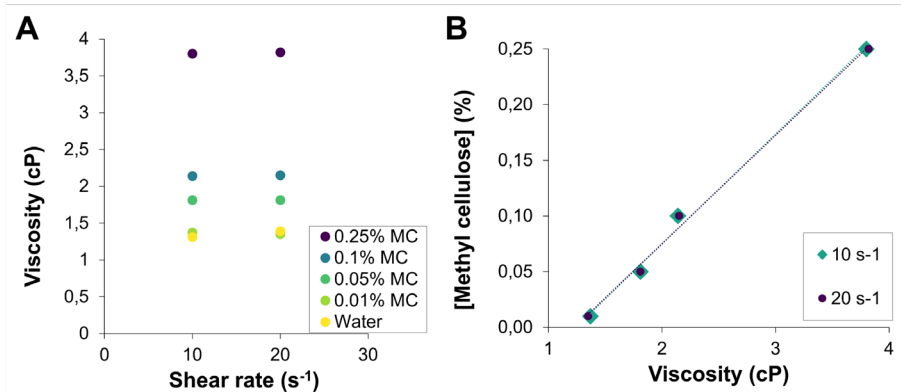 A
Viscosity (cP)
4
3,5
3
2,5
2
1,5
1
0,5
0
0 10 20 30
Shear rate (s⁻¹)
0.25% MC
0.1% MC
0.05% MC
0.01% MC
Water
B
[Methyl cellulose] (%)
0,25
0,20
0,15
0,10
0,05
0,00
1 2 3 4
Viscosity (cP)
10 s-1
20 s-1